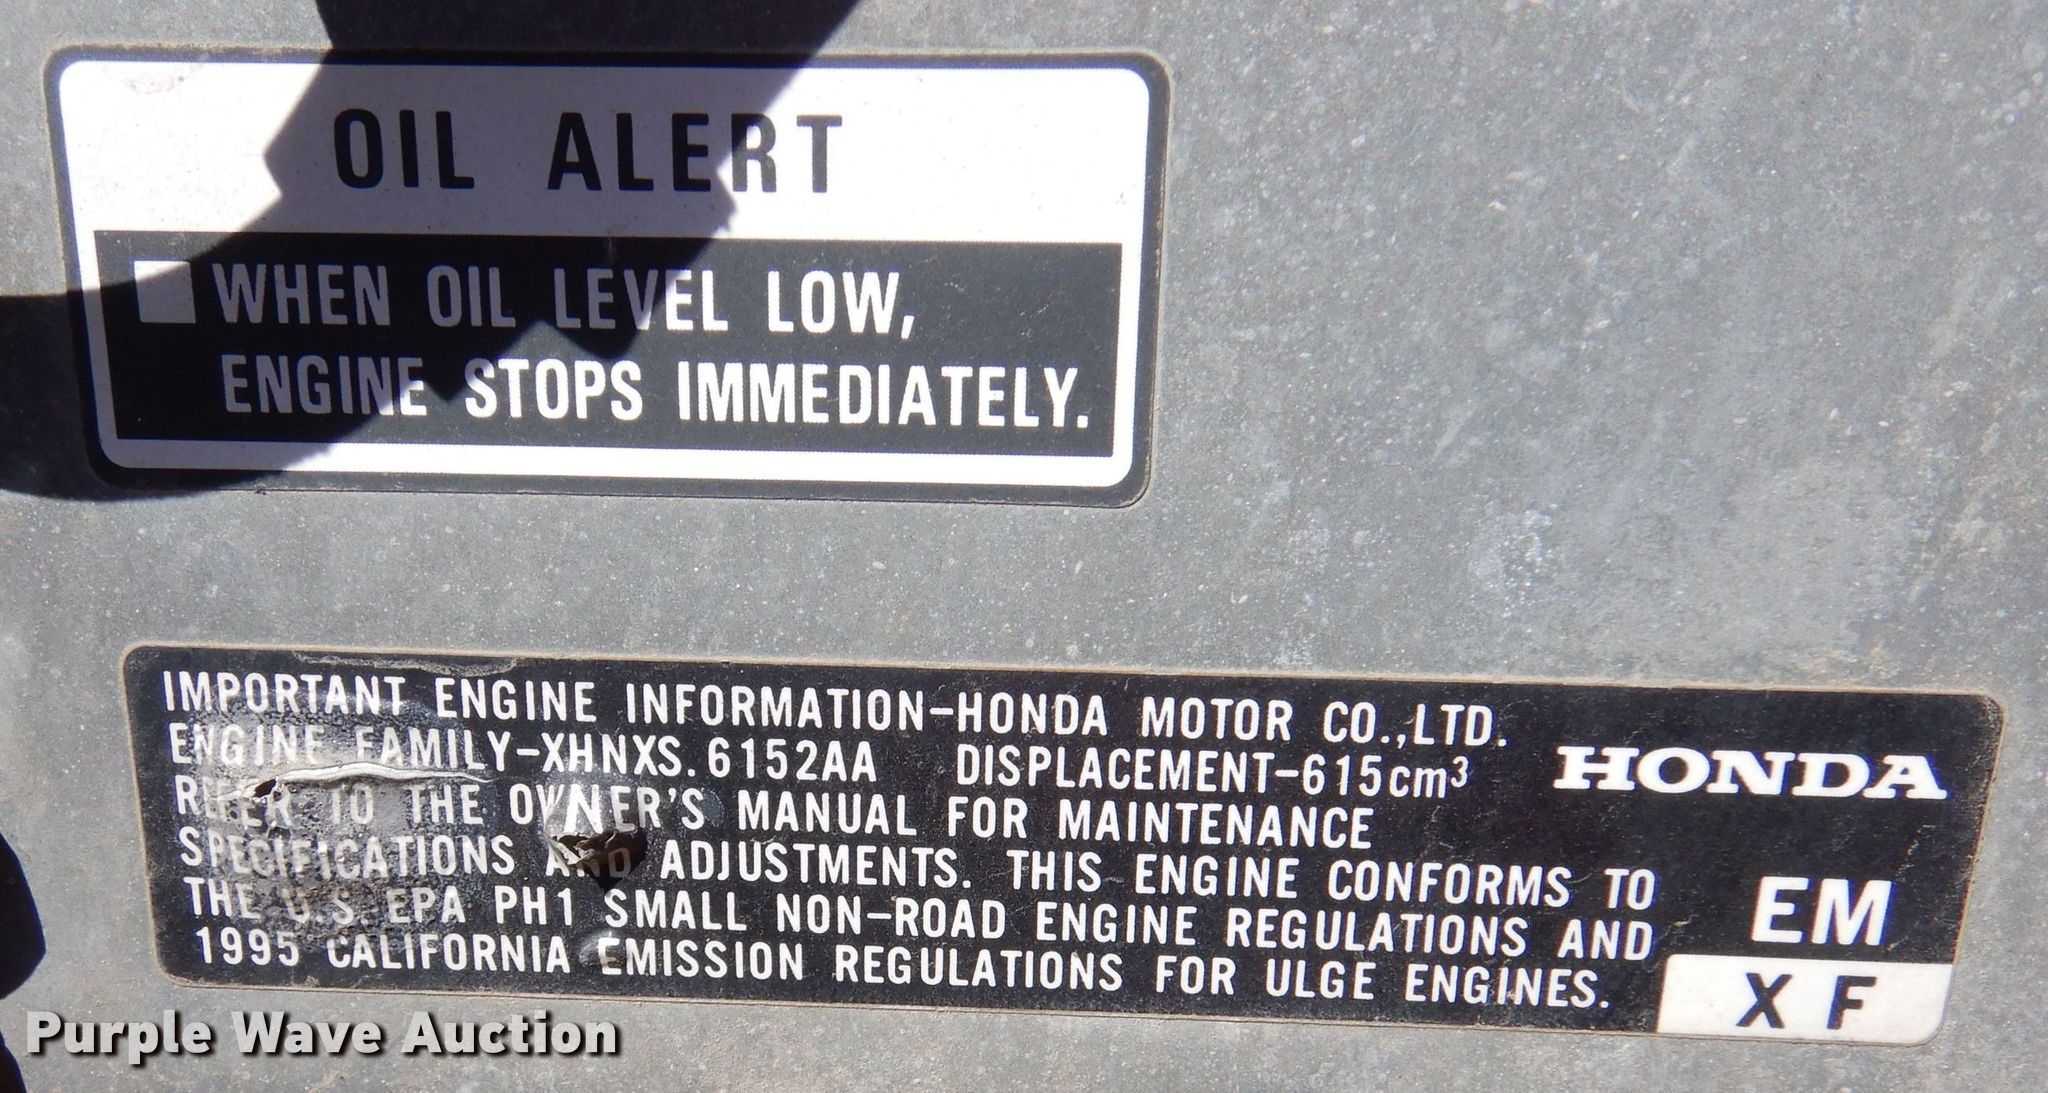 OIL ALERT
WHEN OIL LEVEL LOW,
ENGINE STOPS IMMEDIATELY.
IMPORTANT ENGINE INFORMATION-HONDA MOTOR CO.,LTD.
ENGINE FAMILY-XHNXS.6152AA DISPLACEMENT-615cm³
REFER TO THE OWNER'S MANUAL FOR MAINTENANCE
SPECIFICATIONS AND ADJUSTMENTS. THIS ENGINE CONFORMS TO
THE U.S. EPA PH1 SMALL NON-ROAD ENGINE REGULATIONS AND
1995 CALIFORNIA EMISSION REGULATIONS FOR ULGE ENGINES.
HONDA
EM
X F
Purple Wave Auction